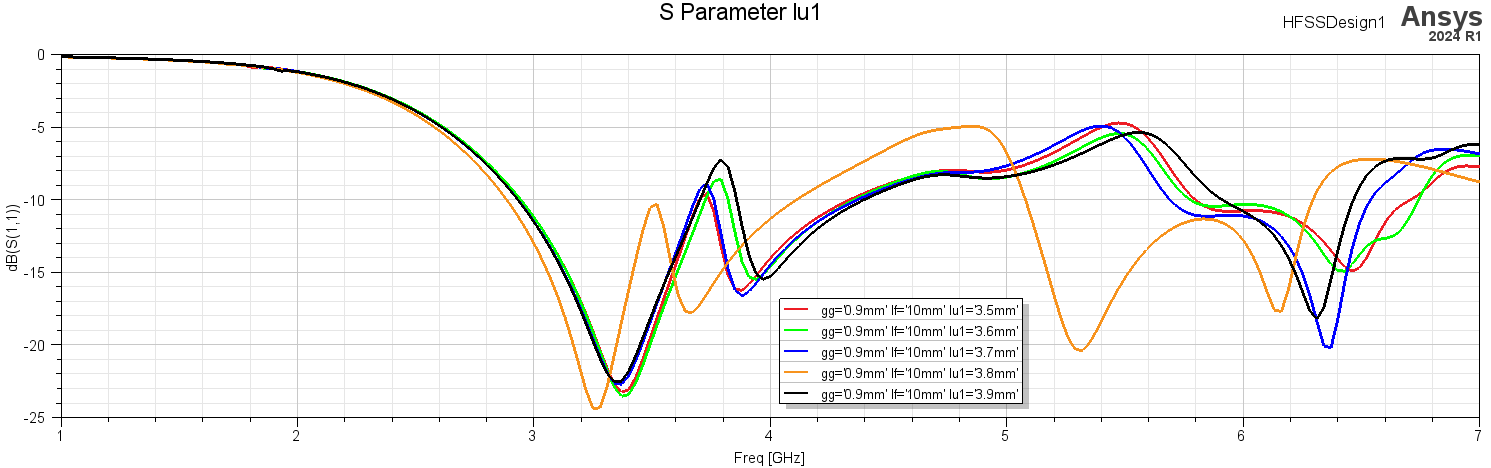 S Parameter lu1
HFSSDesign1
Ansys
2024 R1
0
-5
-10
-15
-20
-25
dB(S(1,1))
gg='0.9mm' lf='10mm' lu1='3.5mm'
gg='0.9mm' lf='10mm' lu1='3.6mm'
gg='0.9mm' lf='10mm' lu1='3.7mm'
gg='0.9mm' lf='10mm' lu1='3.8mm'
gg='0.9mm' lf='10mm' lu1='3.9mm'
1 2 3 4 5 6 7
Freq [GHz]